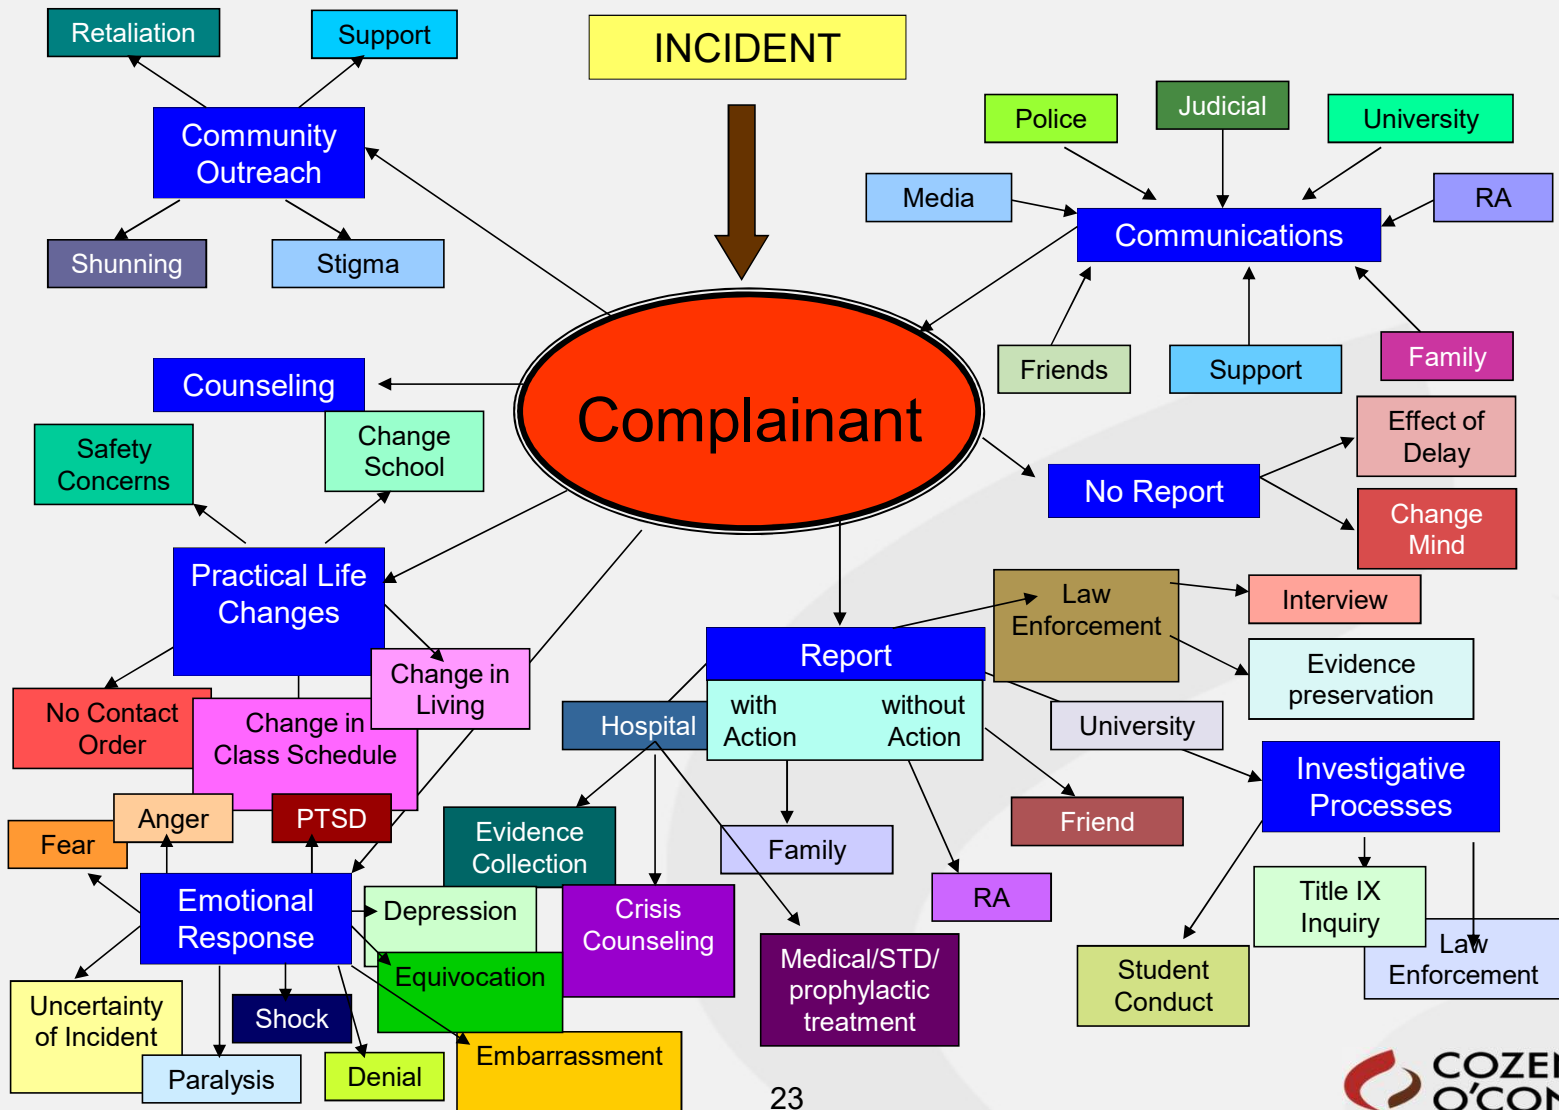 INCIDENT
Retaliation
Support
Community
Outreach
Shunning
Stigma
Police
Judicial
University
Media
RA
Communications
Friends
Support
Family
Complainant
Counseling
Safety
Concerns
Change
School
Practical Life
Changes
No Contact
Order
Change in
Class Schedule
Change in
Living
No Report
Effect of
Delay
Change
Mind
Report
with
Action
without
Action
Law
Enforcement
Interview
Evidence
preservation
Hospital
University
Evidence
Collection
Crisis
Counseling
Medical/STD/
prophylactic
treatment
Family
RA
Friend
Investigative
Processes
Student
Conduct
Title IX
Inquiry
Law
Enforcement
Emotional
Response
Fear
Anger
PTSD
Depression
Equivocation
Embarrassment
Denial
Shock
Paralysis
Uncertainty
of Incident
23
COZEN
O'CON